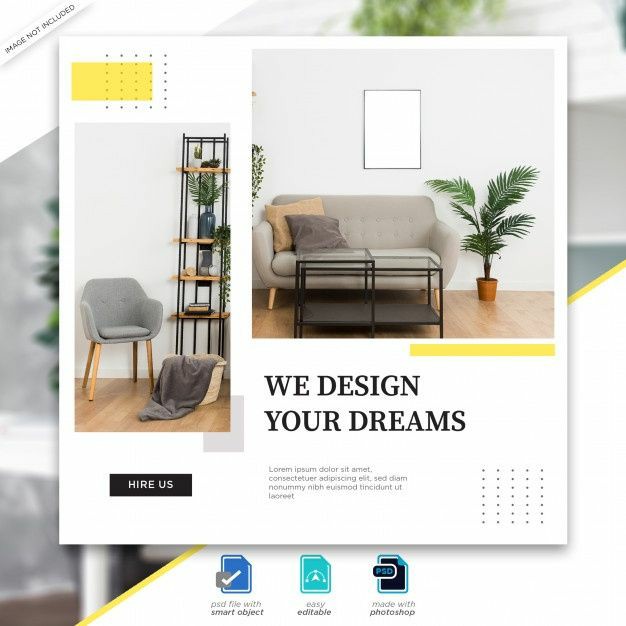 IMAGE NOT INCLUDED
WE DESIGN
YOUR DREAMS
Lorem ipsum dolor sit amet,
consectetuer adipiscing elit, sed diam
nonummy nibh euismod tincidunt ut
laoreet
HIRE US
PSD
psd file with
smart object
easy
editable
made with
photoshop